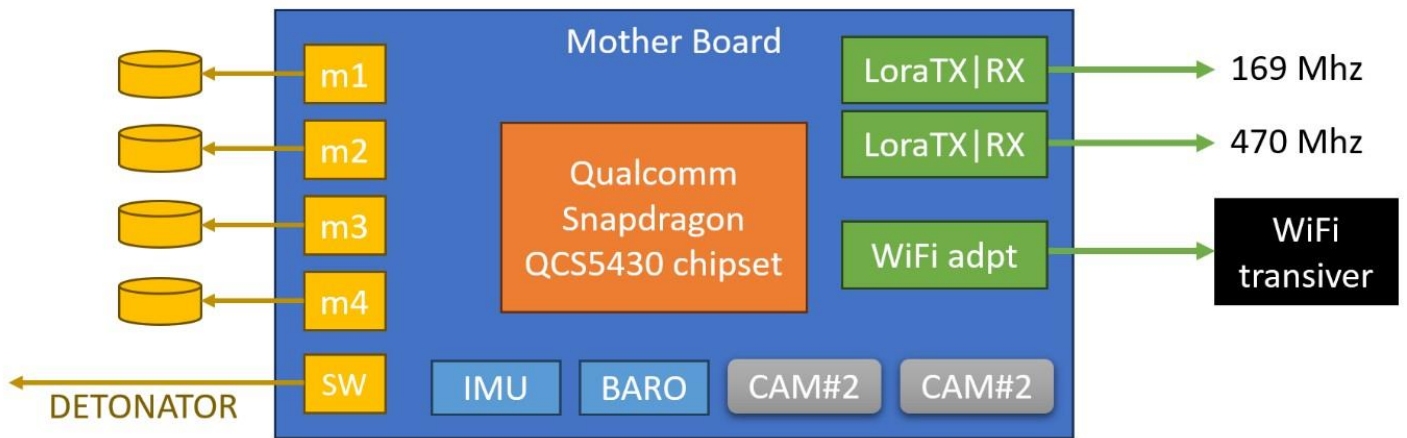 Mother Board
m1
m2
m3
m4
SW
DETONATOR
Qualcomm
Snapdragon
QCS5430 chipset
LoraTX|RX
169 Mhz
LoraTX|RX
470 Mhz
WiFi adpt
WiFi
transiver
IMU
BARO
CAM#2
CAM#2